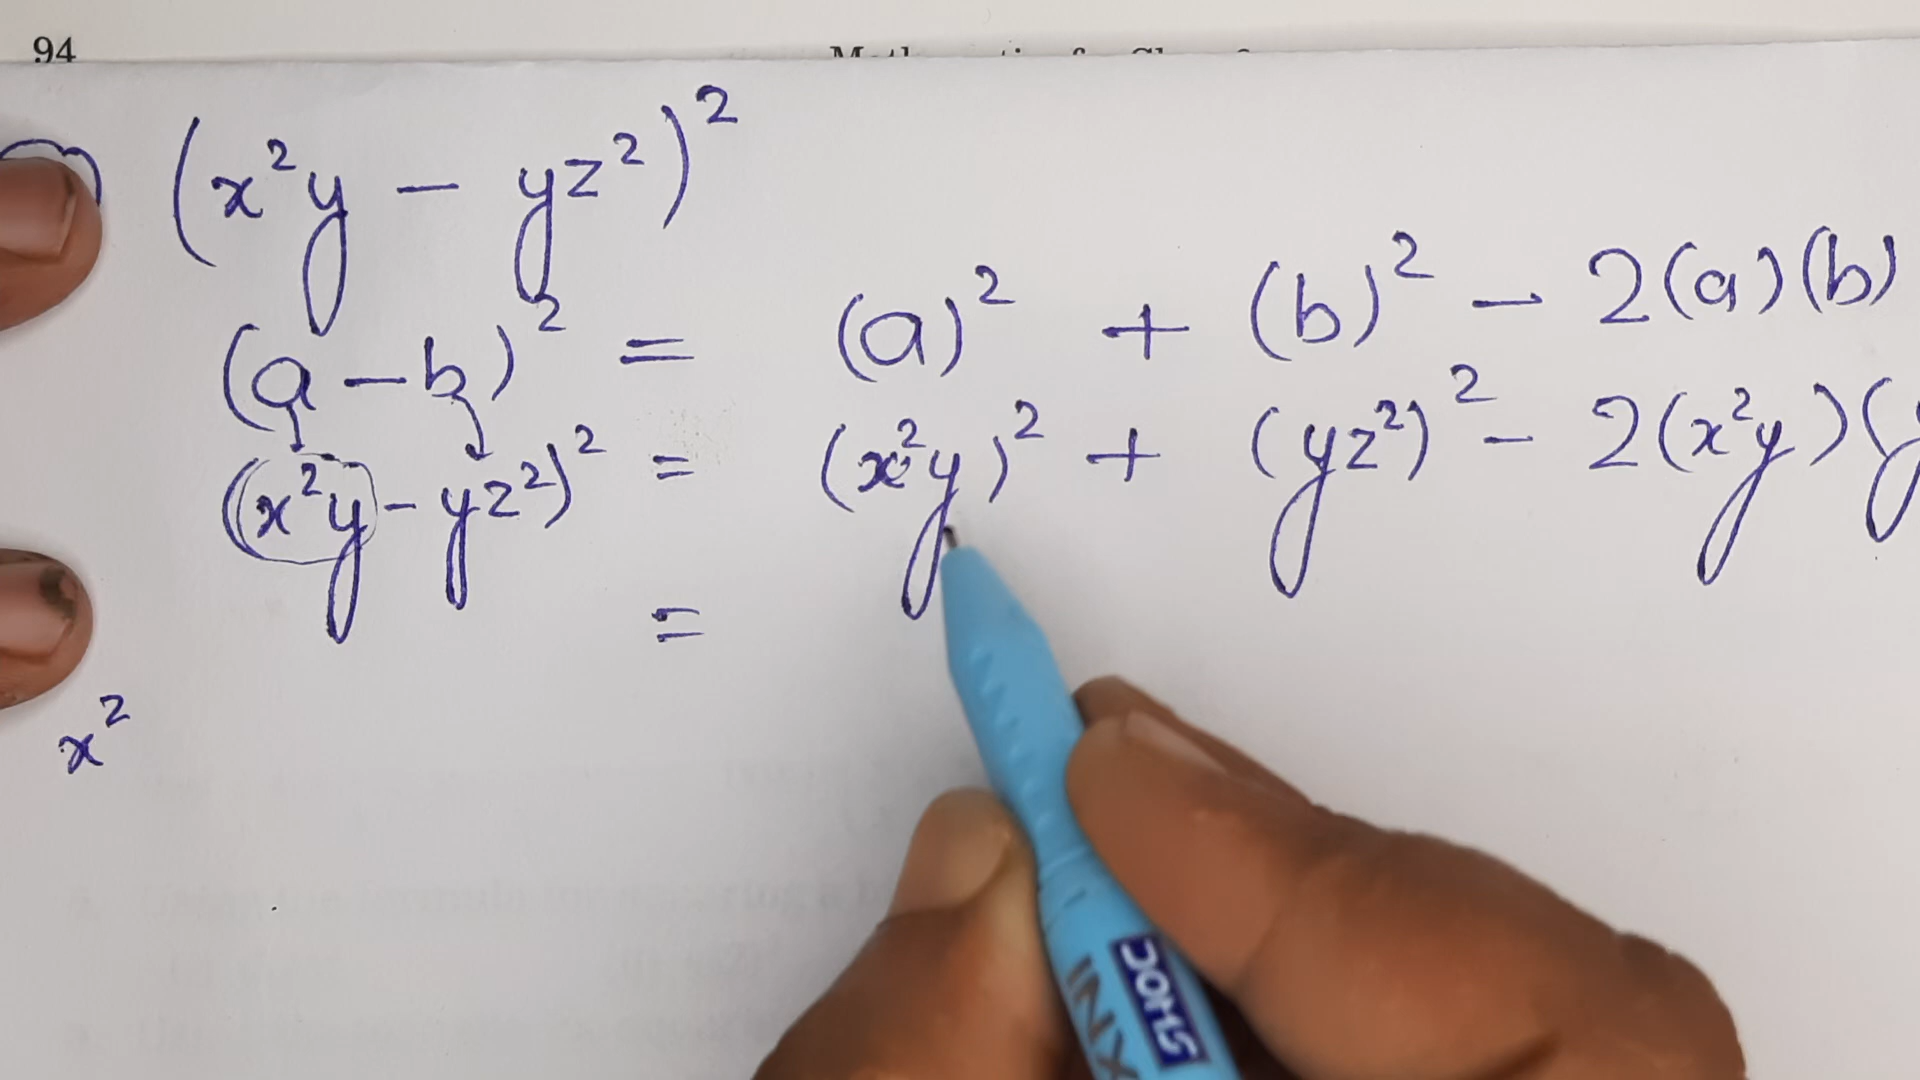 94
(x²y - yz²)²
(a - b)² = (a)² + (b)² - 2(a)(b)
(x²y - yz²)² = (x²y)² + (yz²)² - 2(x²y)(y
=
x²
DOMS
INX